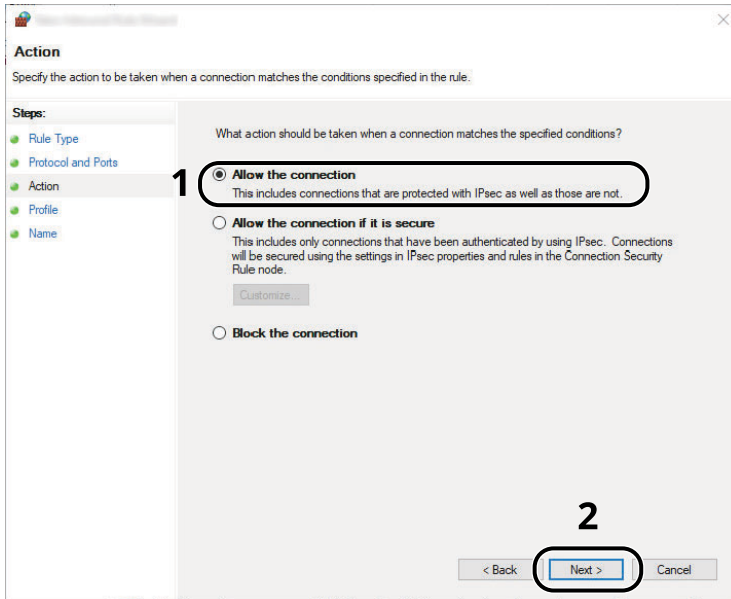 Action
Specify the action to be taken when a connection matches the conditions specified in the rule.
Steps:
Rule Type
Protocol and Ports
Action
Profile
Name
What action should be taken when a connection matches the specified conditions?
1
Allow the connection
This includes connections that are protected with IPsec as well as those are not.
Allow the connection if it is secure
This includes only connections that have been authenticated by using IPsec. Connections
will be secured using the settings in IPsec properties and rules in the Connection Security
Rule node.
Customize...
Block the connection
2
< Back Next > Cancel